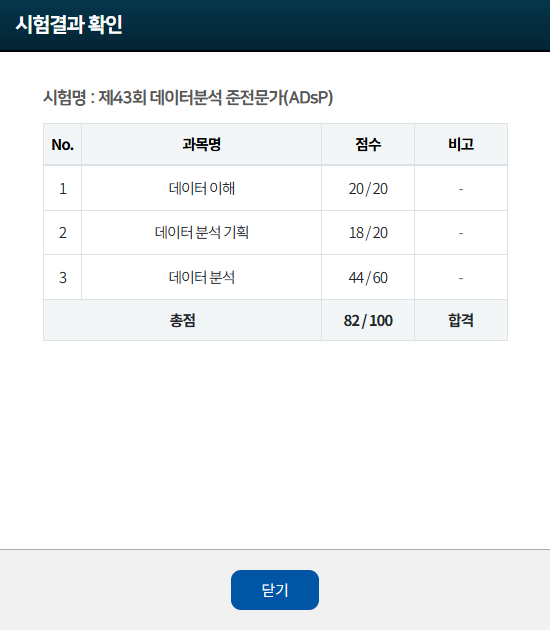 시험결과 확인
시험명 : 제43회 데이터분석 준전문가(ADsP)
No. 과목명 점수 비고
1 데이터 이해 20 / 20 -
2 데이터 분석 기획 18 / 20 -
3 데이터 분석 44 / 60 -
총점 82 / 100 합격
닫기